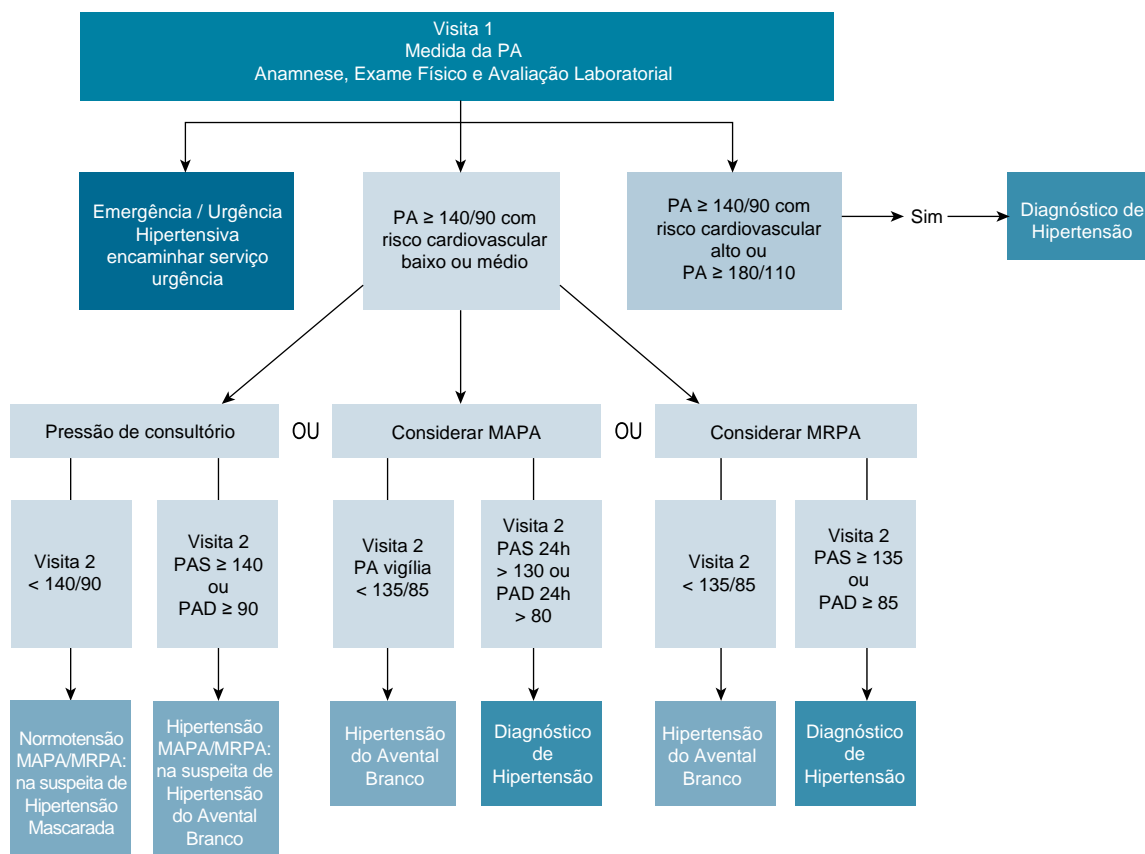 Visita 1
Medida da PA
Anamnese, Exame Físico e Avaliação Laboratorial
Emergência / Urgência
Hipertensiva
encaminhar serviço
urgência
PA ≥ 140/90 com
risco cardiovascular
baixo ou médio
PA ≥ 140/90 com
risco cardiovascular
alto ou
PA ≥ 180/110
Sim
Diagnóstico de
Hipertensão
Pressão de consultório
OU
Considerar MAPA
OU
Considerar MRPA
Visita 2
< 140/90
Visita 2
PAS ≥ 140
ou
PAD ≥ 90
Visita 2
PA vigília
< 135/85
Visita 2
PAS 24h
> 130 ou
PAD 24h
> 80
Visita 2
< 135/85
Visita 2
PAS ≥ 135
ou
PAD ≥ 85
Normotensão
MAPA/MRPA:
na suspeita de
Hipertensão
Mascarada
Hipertensão
MAPA/MRPA:
na suspeita de
Hipertensão
do Avental
Branco
Hipertensão
do Avental
Branco
Diagnóstico
de
Hipertensão
Hipertensão
do Avental
Branco
Diagnóstico
de
Hipertensão